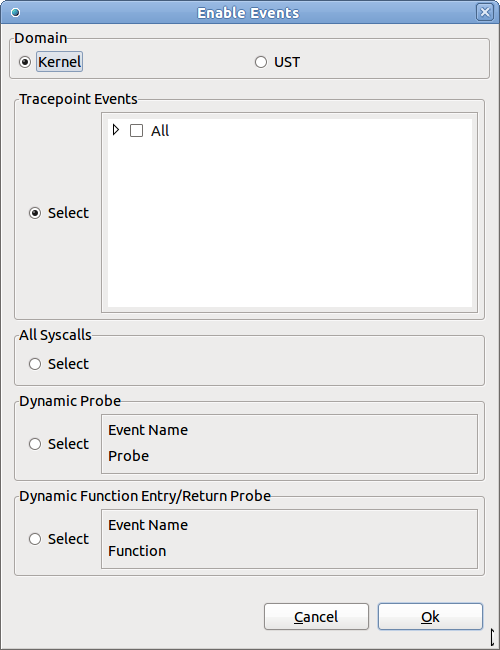 Enable Events
Domain
Kernel UST
Tracepoint Events
All
Select
All Syscalls
Select
Dynamic Probe
Event Name
Select
Probe
Dynamic Function Entry/Return Probe
Event Name
Select
Function
Cancel Ok